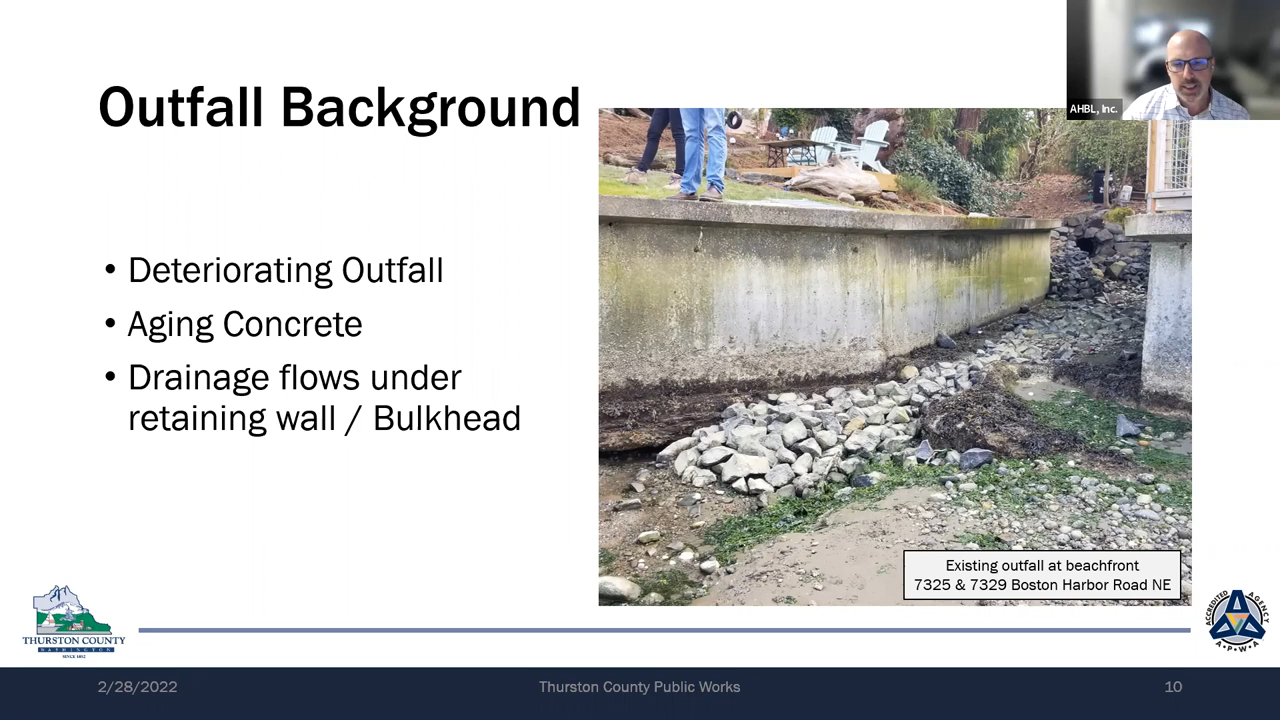 AHBL, Inc.
Outfall Background
• Deteriorating Outfall
• Aging Concrete
• Drainage flows under
retaining wall / Bulkhead
Existing outfall at beachfront
7325 & 7329 Boston Harbor Road NE
THURSTON COUNTY
WASHINGTON
SINCE 1852
ACCREDITED AGENCY
A•P•W•A
2/28/2022
Thurston County Public Works
10